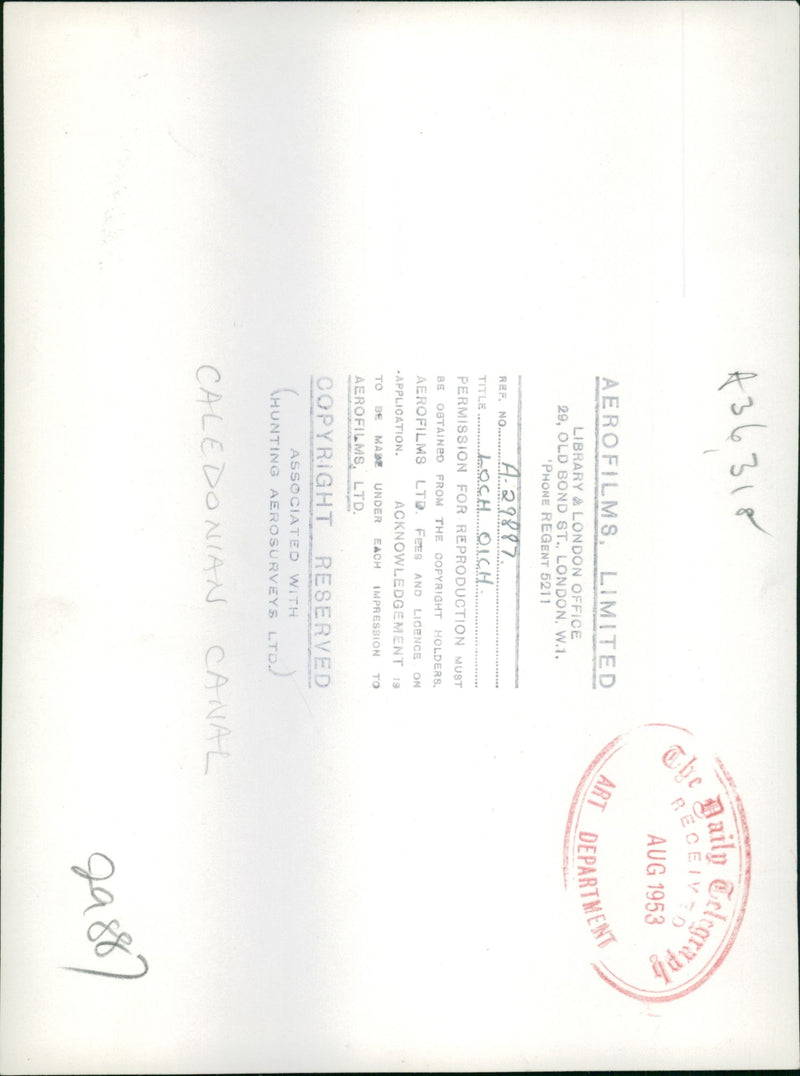 A36,318
AEROFILMS, LIMITED
LIBRARY & LONDON OFFICE
29, OLD BOND ST., LONDON, W.1.
'PHONE REGENT 5211
REF. NO. A. 29887.
TITLE LOCH OICH.
PERMISSION FOR REPRODUCTION MUST
BE OBTAINED FROM THE COPYRIGHT HOLDERS,
AEROFILMS LTD. FEES AND LICENCE ON
APPLICATION. ACKNOWLEDGEMENT IS
TO BE MADE UNDER EACH IMPRESSION TO
AEROFILMS, LTD.
COPYRIGHT RESERVED
ASSOCIATED WITH
(HUNTING AEROSURVEYS LTD.)
CALEDONIAN CANAL
The Daily Telegraph
RECEIVED
AUG 1953
ART DEPARTMENT
29887